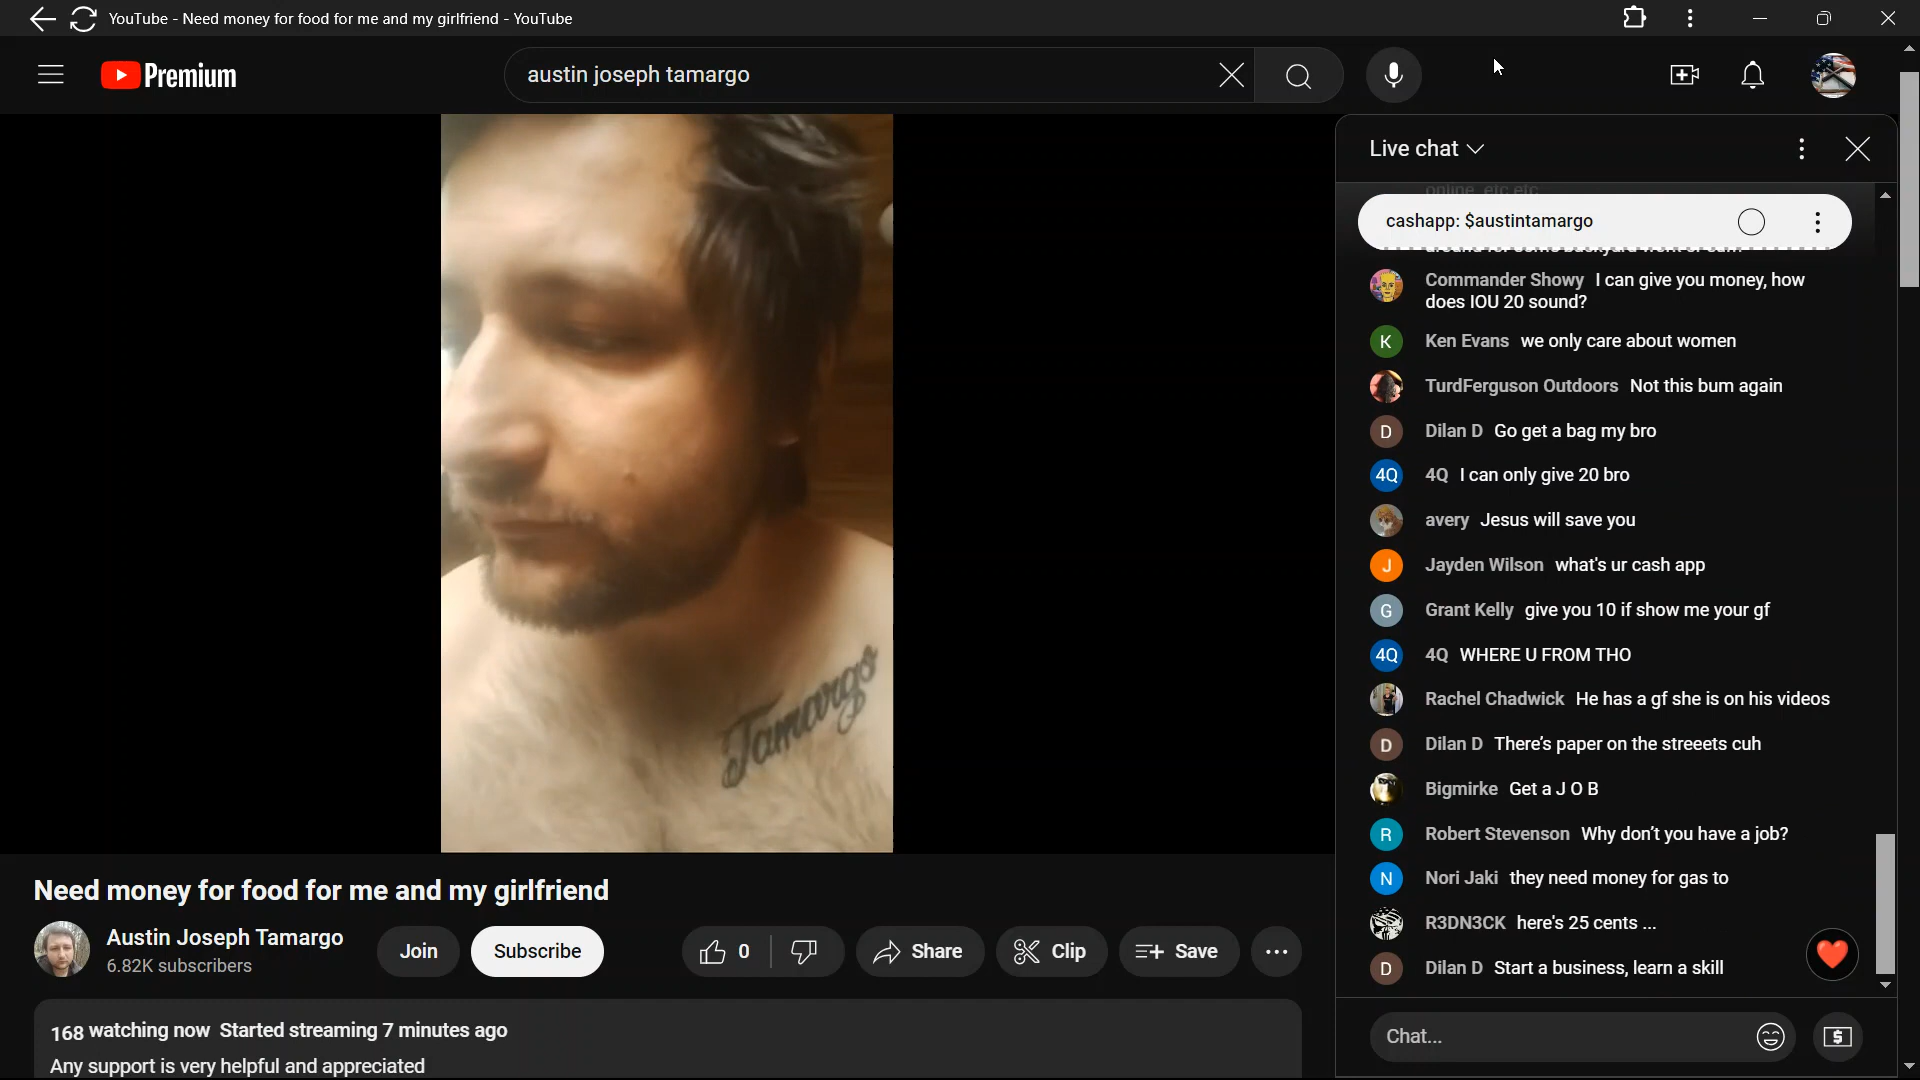 YouTube - Need money for food for me and my girlfriend - YouTube
Premium
austin joseph tamargo
Live chat
online, etc etc
cashapp: $austintamargo
Commander Showy I can give you money, how
does IOU 20 sound?
Ken Evans we only care about women
TurdFerguson Outdoors Not this bum again
Dilan D Go get a bag my bro
4Q 4Q I can only give 20 bro
avery Jesus will save you
J Jayden Wilson what's ur cash app
G Grant Kelly give you 10 if show me your gf
4Q 4Q WHERE U FROM THO
Rachel Chadwick He has a gf she is on his videos
D Dilan D There's paper on the streeets cuh
Bigmirke Get a J O B
R Robert Stevenson Why don't you have a job?
N Nori Jaki they need money for gas to
R3DN3CK here's 25 cents ...
D Dilan D Start a business, learn a skill
Chat...
Tamargo
Need money for food for me and my girlfriend
Austin Joseph Tamargo
6.82K subscribers
Join
Subscribe
0
Share
Clip
Save
168 watching now Started streaming 7 minutes ago
Any support is very helpful and appreciated